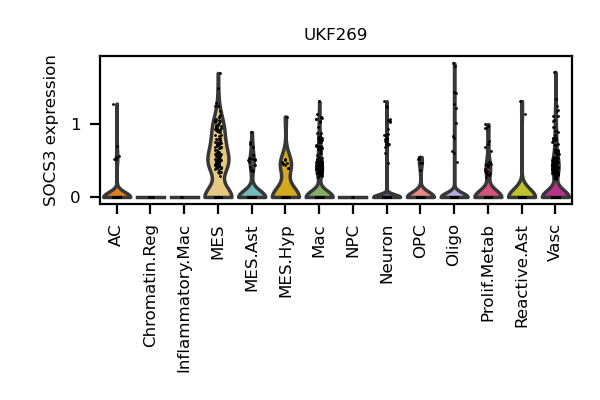 UKF269
SOCS3 expression
1
0
AC
Chromatin.Reg
Inflammatory.Mac
MES
MES.Ast
MES.Hyp
Mac
NPC
Neuron
OPC
Oligo
Prolif.Metab
Reactive.Ast
Vasc